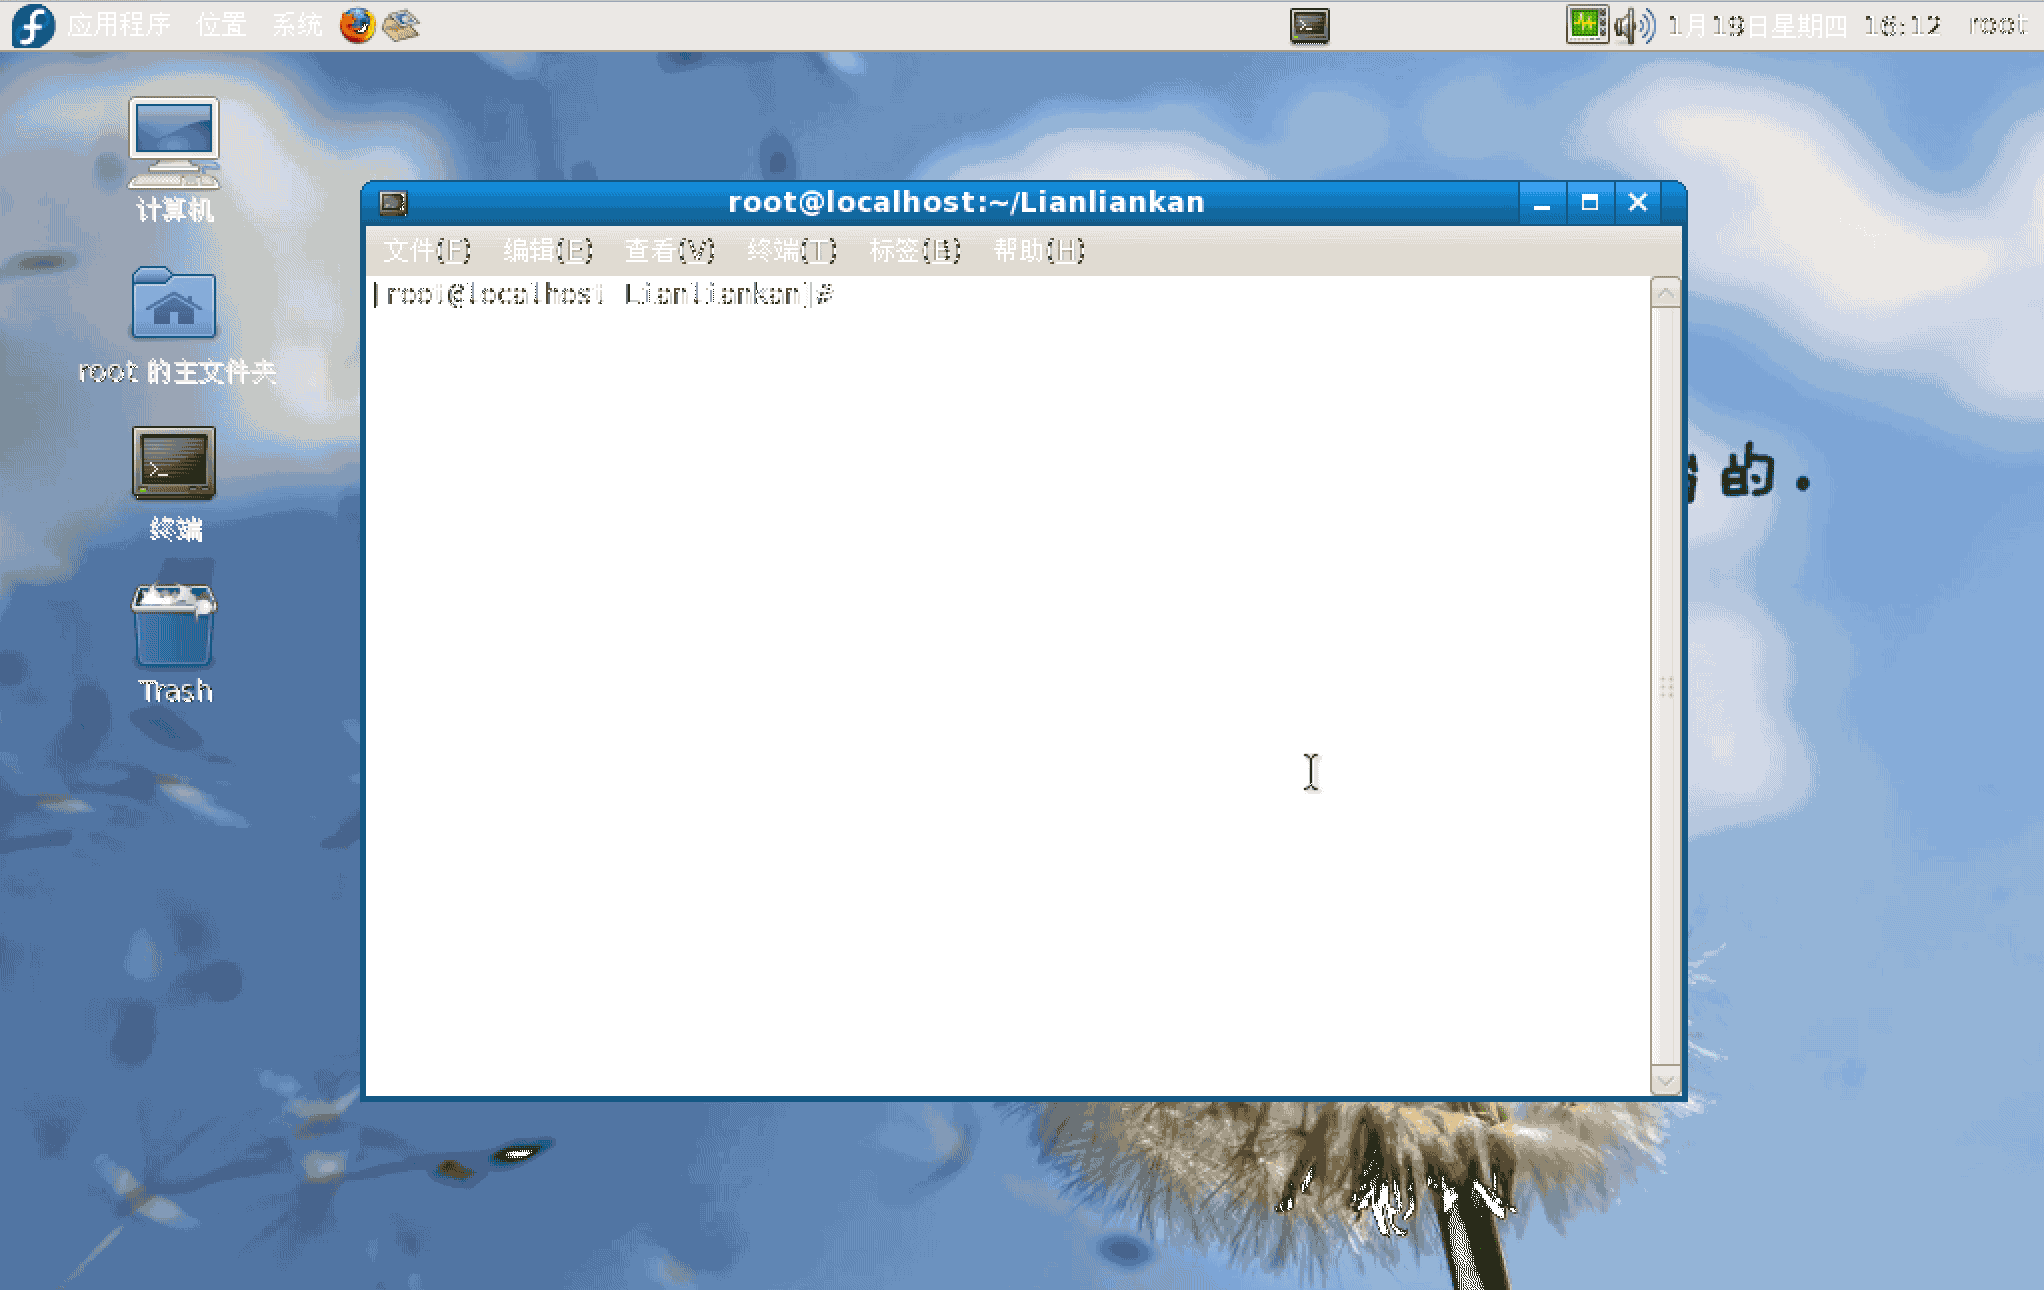 应用程序 位置 系统 1月19日星期四 16:12 root
计算机
root 的主文件夹
终端
Trash
root@localhost:~/Lianliankan
文件(F) 编辑(E) 查看(V) 终端(T) 标签(B) 帮助(H)
[root@localhost Lianliankan]#
的.